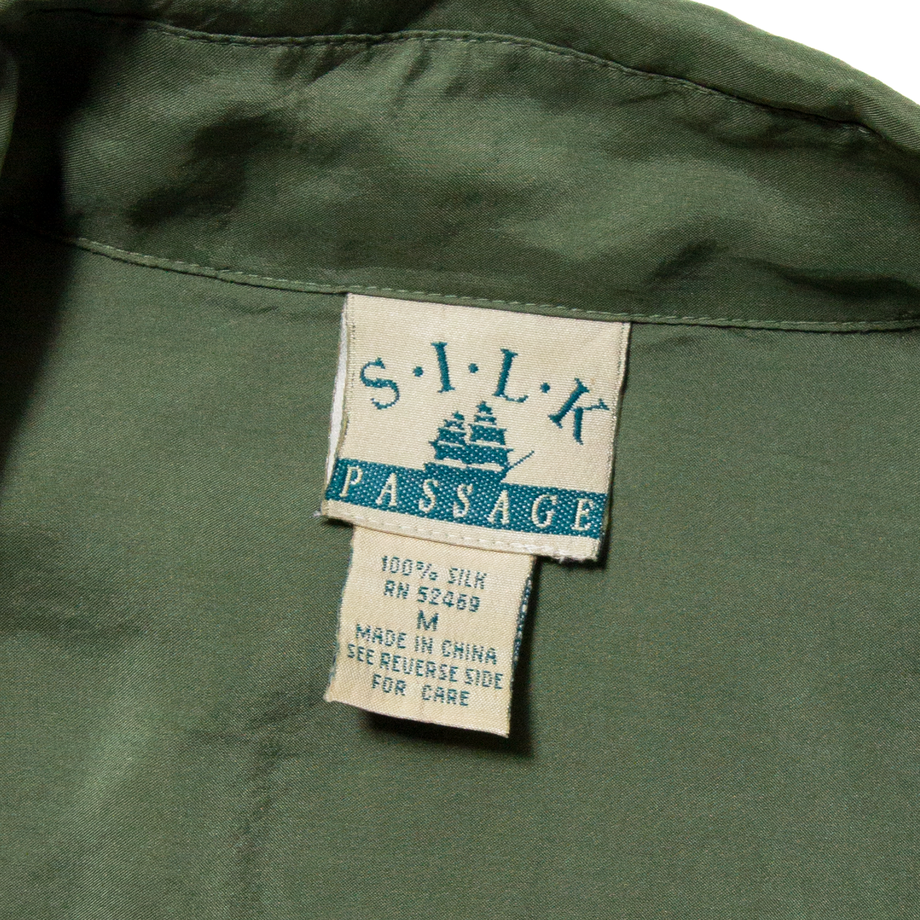 S·I·L·K
PASSAGE
100% SILK
RN 52469
M
MADE IN CHINA
SEE REVERSE SIDE
FOR CARE